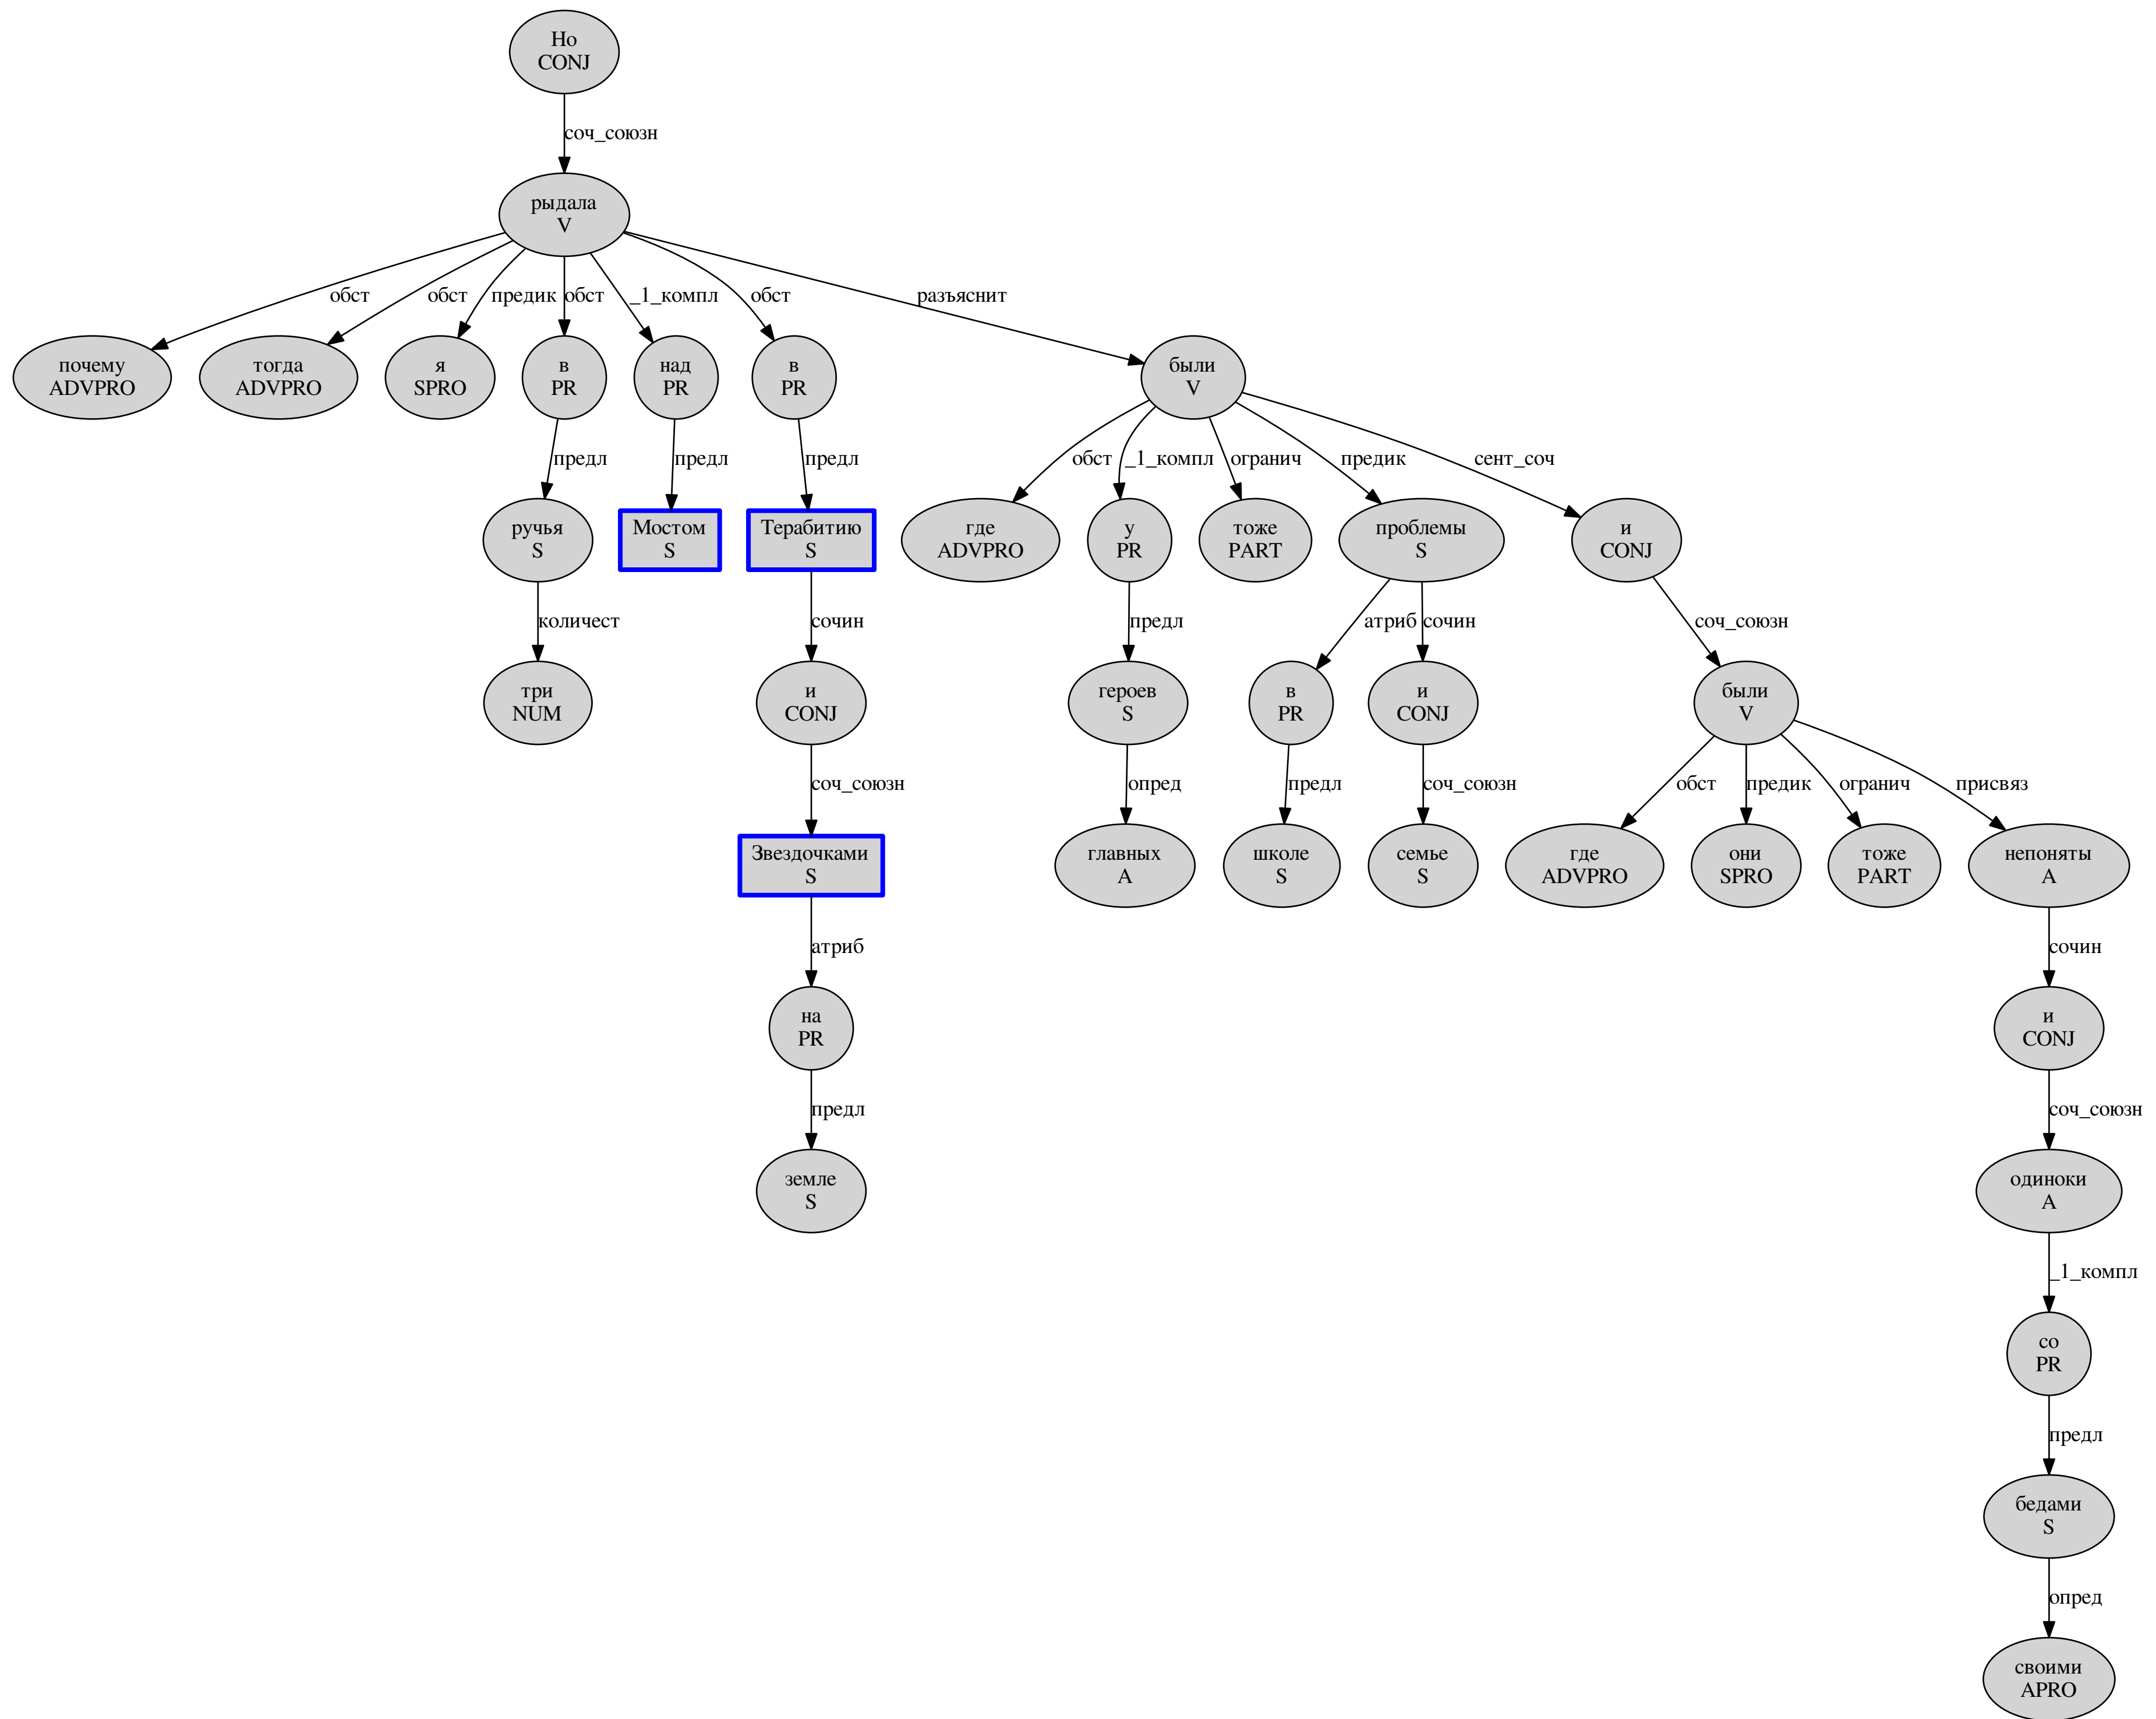 Но
CONJ
соч_союзн
рыдала
V
обст
обст
предик
обст
_1_компл
обст
разъяснит
почему
ADVPRO
тогда
ADVPRO
я
SPRO
в
PR
над
PR
в
PR
были
V
предл
предл
предл
обст
_1_компл
огранич
предик
сент_соч
ручья
S
Мостом
S
Терабитию
S
где
ADVPRO
у
PR
тоже
PART
проблемы
S
и
CONJ
количест
сочин
предл
атриб
сочин
соч_союзн
три
NUM
и
CONJ
героев
S
в
PR
и
CONJ
были
V
соч_союзн
опред
предл
соч_союзн
обст
предик
огранич
присвяз
Звездочками
S
главных
A
школе
S
семье
S
где
ADVPRO
они
SPRO
тоже
PART
непоняты
A
атриб
сочин
на
PR
и
CONJ
предл
соч_союзн
земле
S
одиноки
A
_1_компл
со
PR
предл
бедами
S
опред
своими
APRO